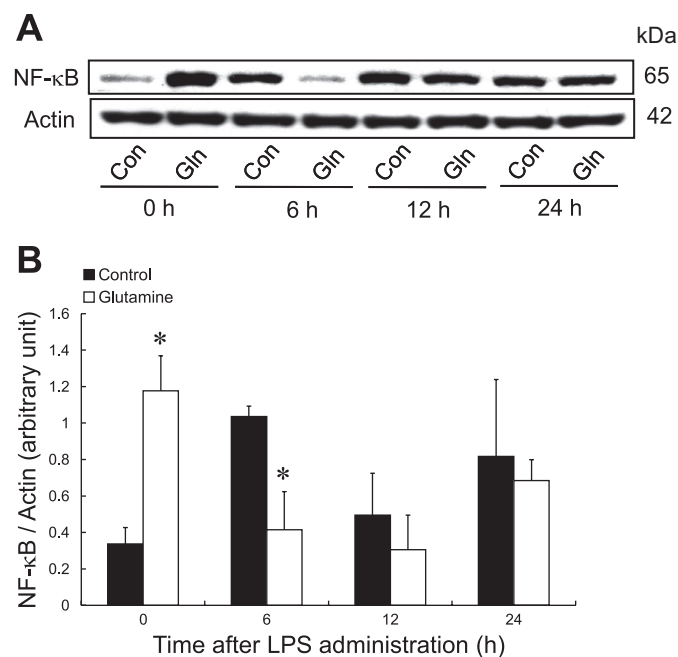 A
kDa
NF-κB 65
Actin 42
Con Gln Con Gln Con Gln Con Gln
0 h 6 h 12 h 24 h
B
Control
Glutamine
NF-κB / Actin (arbitrary unit)
1.6
1.4
*
1.2
1
0.8
*
0.6
0.4
0.2
0
0 6 12 24
Time after LPS administration (h)